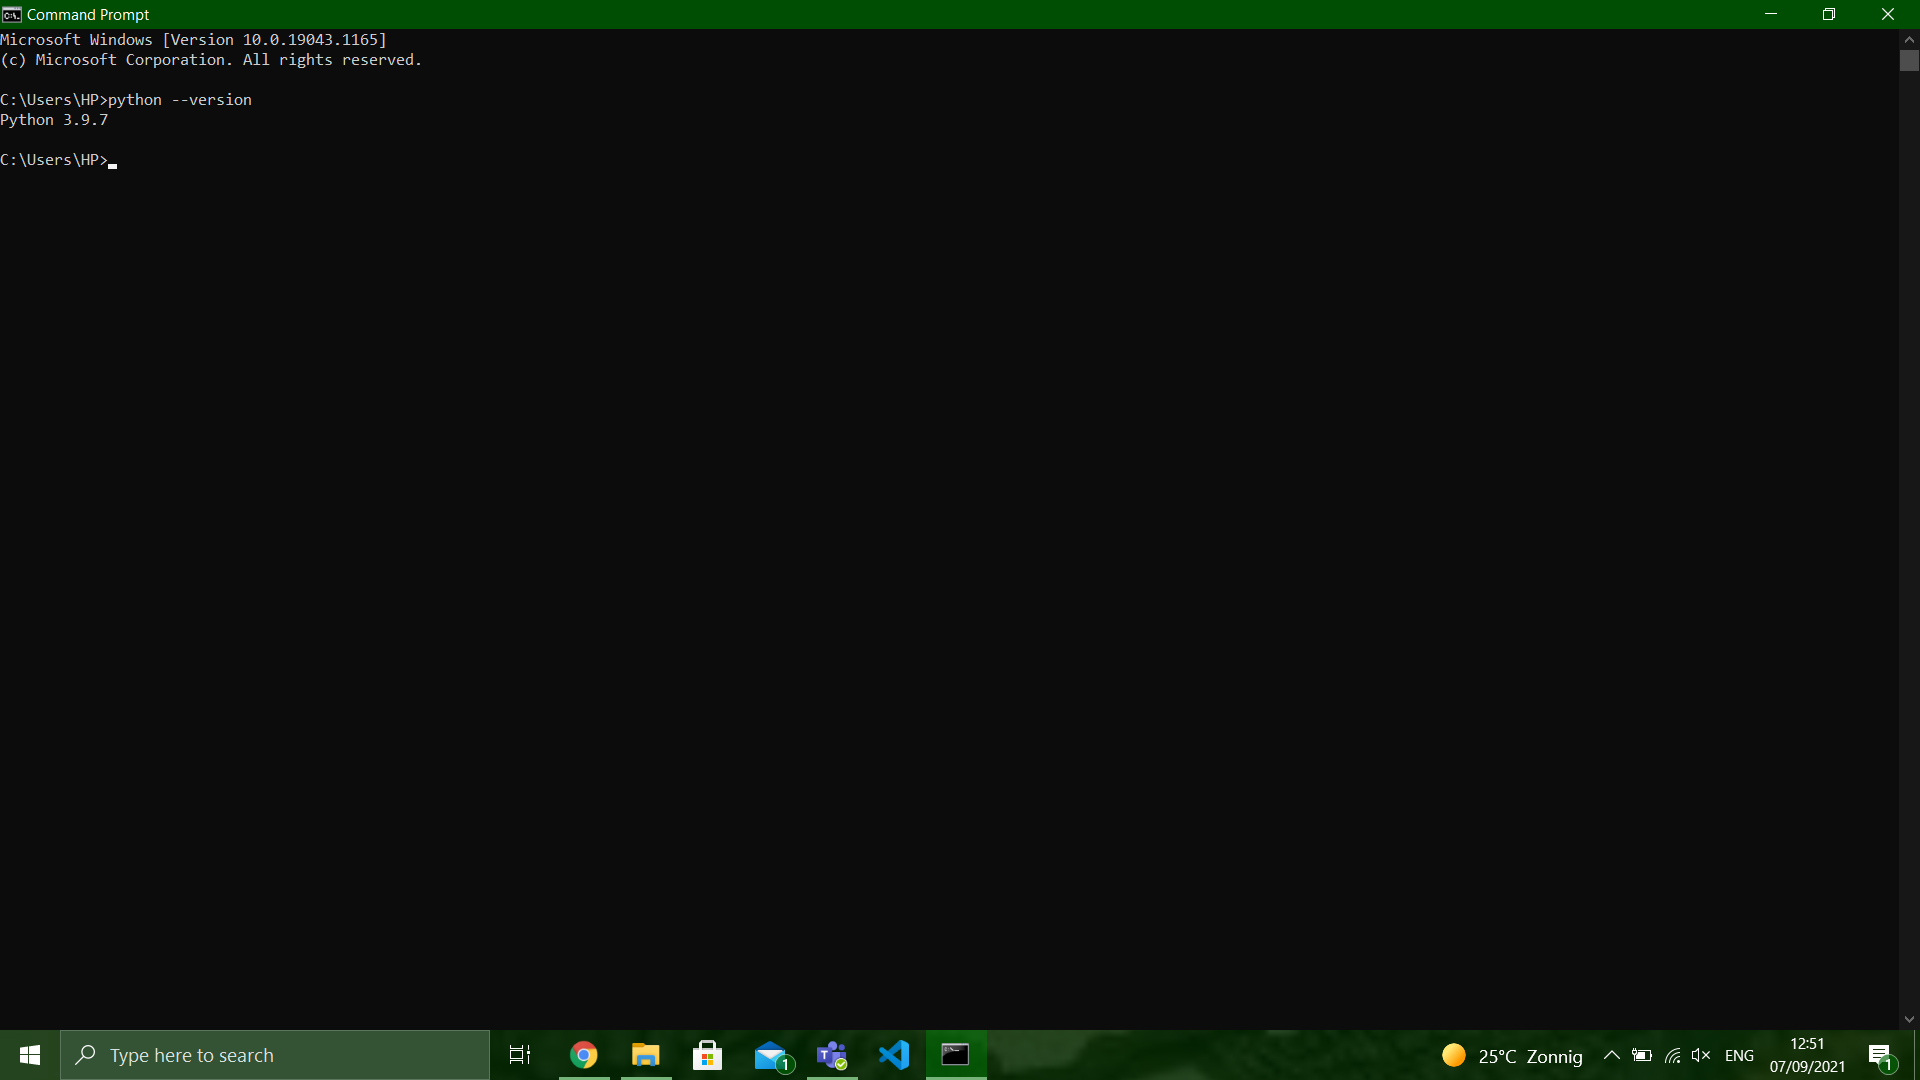 Command Prompt
Microsoft Windows [Version 10.0.19043.1165]
(c) Microsoft Corporation. All rights reserved.
C:\Users\HP>python --version
Python 3.9.7
C:\Users\HP>
Type here to search
1
25°C Zonnig
ENG
12:51
07/09/2021
1